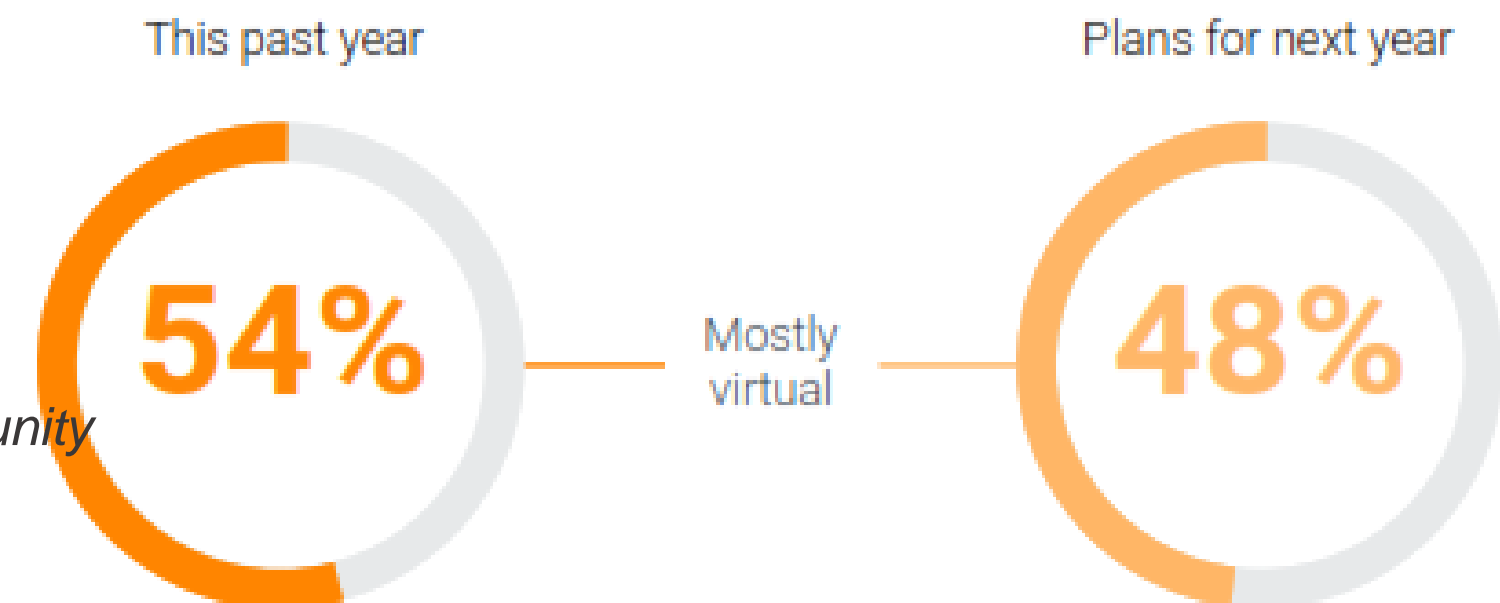 This past year
Plans for next year
54%
Mostly
virtual
48%
unity